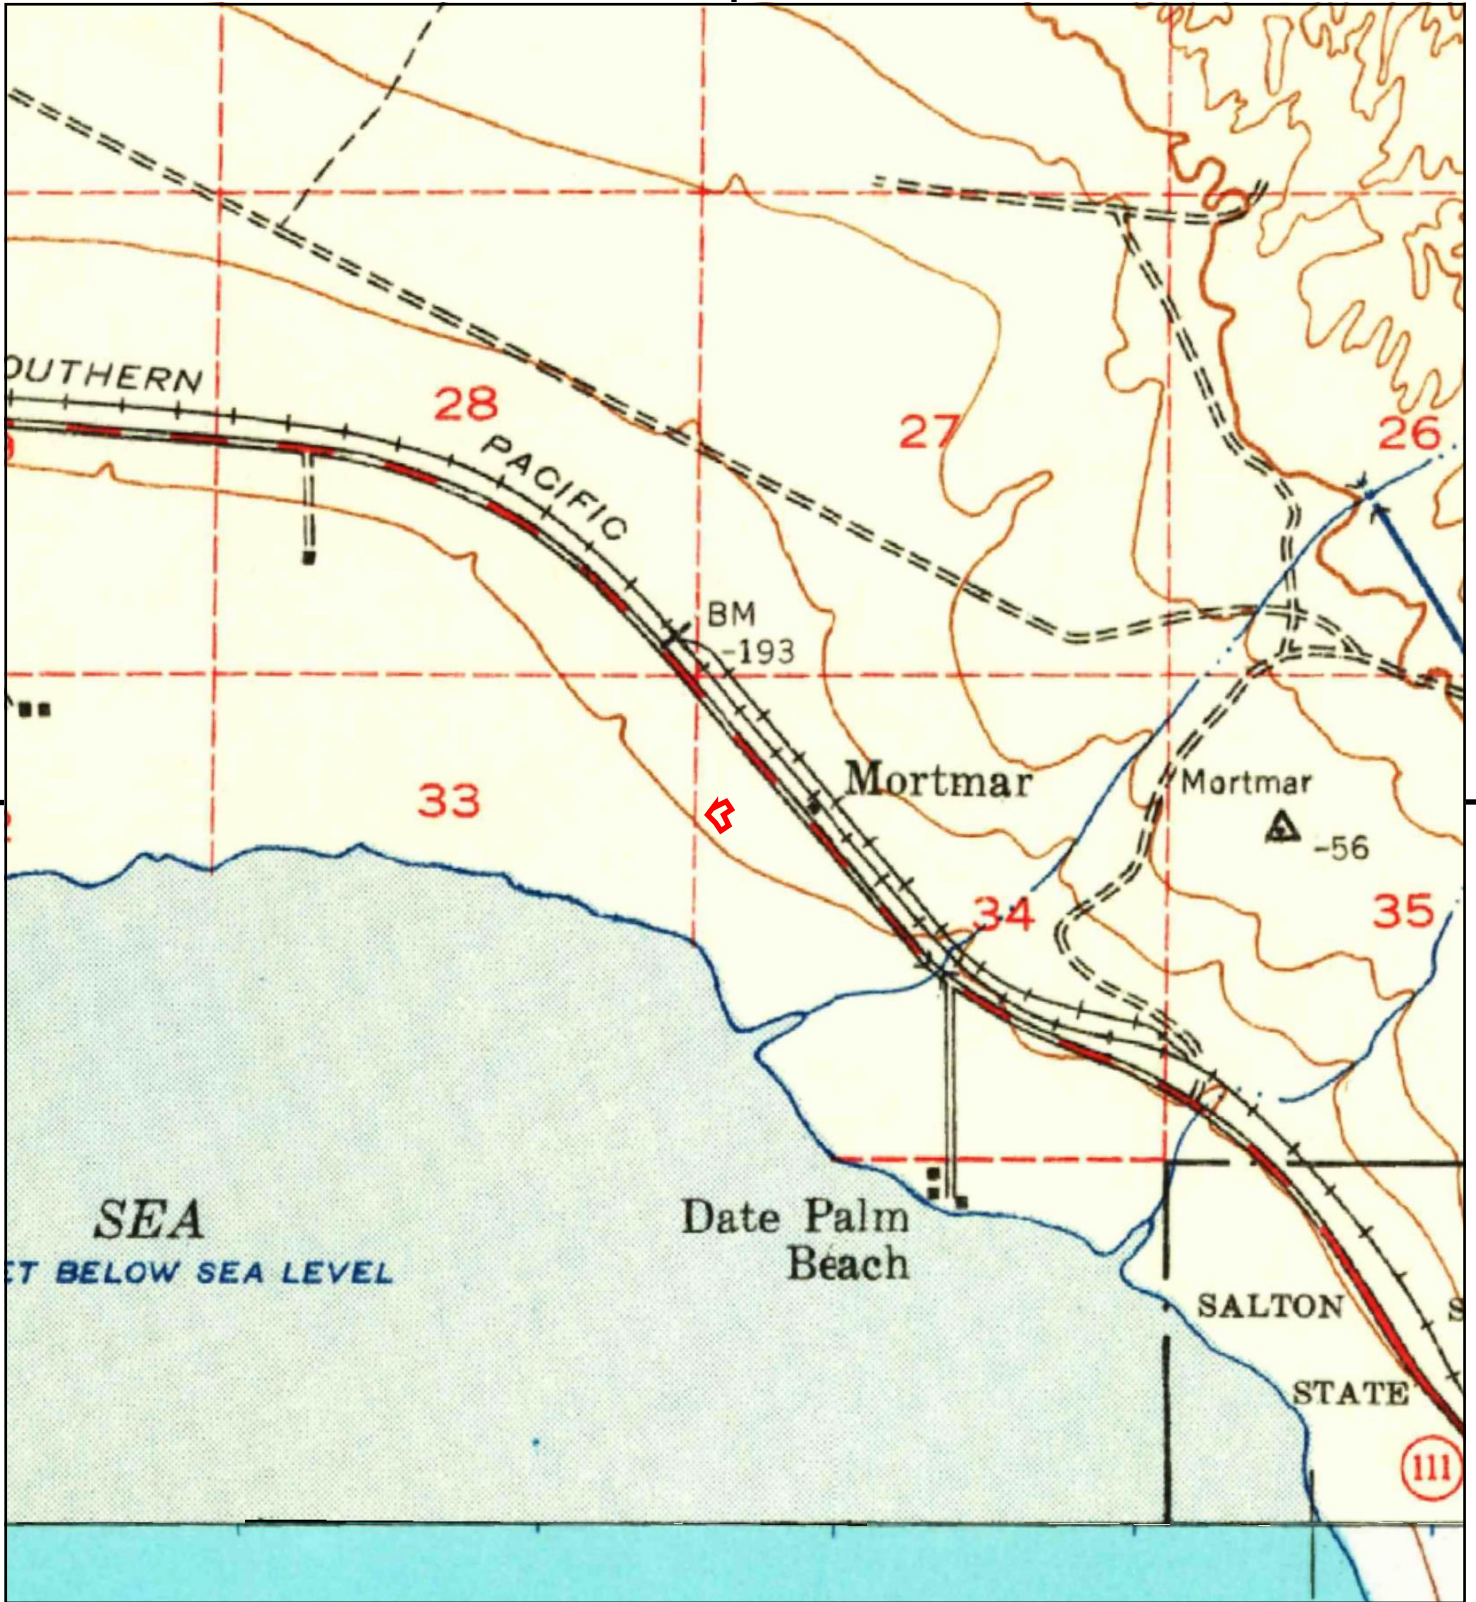 OUTHERN
PACIFIC
28
27
26
BM
-193
33
Mortmar
Mortmar
-56
34
35
SEA
ET BELOW SEA LEVEL
Date Palm
Beach
SALTON
S
STATE
111